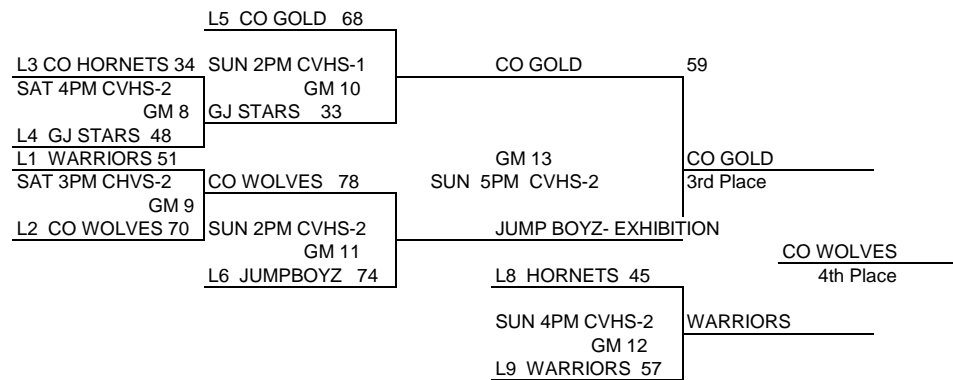 L5 CO GOLD 68
L3 CO HORNETS 34 SUN 2PM CVHS-1 CO GOLD 59
SAT 4PM CVHS-2 GM 10
GM 8 GJ STARS 33
L4 GJ STARS 48
L1 WARRIORS 51 GM 13 CO GOLD
SAT 3PM CHVS-2 CO WOLVES 78 SUN 5PM CVHS-2 3rd Place
GM 9
L2 CO WOLVES 70 SUN 2PM CVHS-2 JUMP BOYZ- EXHIBITION
GM 11 CO WOLVES
L6 JUMPBOYZ 74 L8 HORNETS 45 4th Place
SUN 4PM CVHS-2 WARRIORS
GM 12
L9 WARRIORS 57